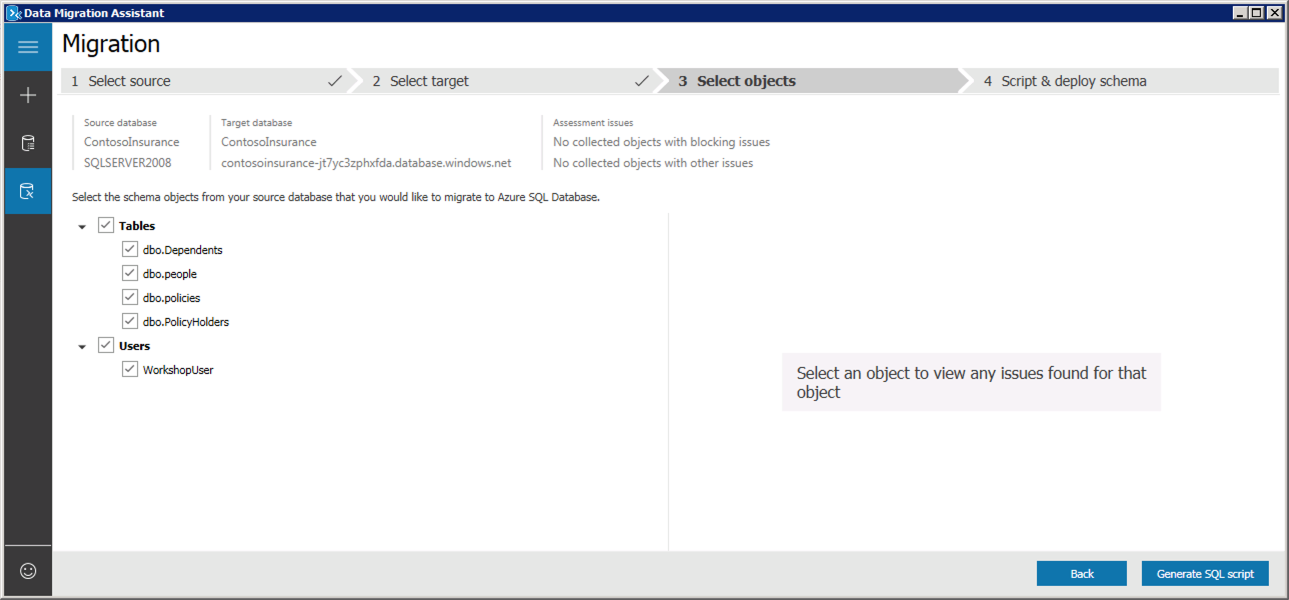 Data Migration Assistant
Migration
1 Select source
2 Select target
3 Select objects
4 Script & deploy schema
Source database
ContosoInsurance
SQLSERVER2008
Target database
ContosoInsurance
contosoinsurance-jt7yc3zphxfda.database.windows.net
Assessment issues
No collected objects with blocking issues
No collected objects with other issues
Select the schema objects from your source database that you would like to migrate to Azure SQL Database.
Tables
dbo.Dependents
dbo.people
dbo.policies
dbo.PolicyHolders
Users
WorkshopUser
Select an object to view any issues found for that
object
Back
Generate SQL script